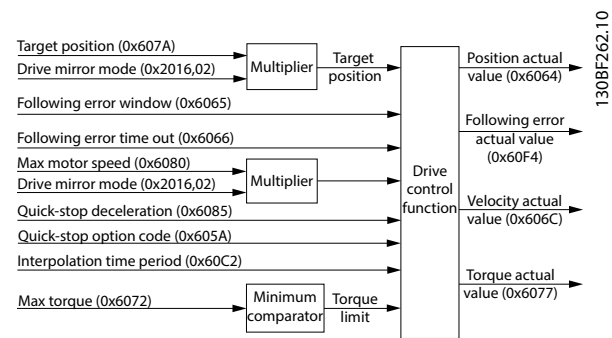 Target position (0x607A)
Drive mirror mode (0x2016,02)
Multiplier
Target
position
Following error window (0x6065)
Following error time out (0x6066)
Max motor speed (0x6080)
Drive mirror mode (0x2016,02)
Multiplier
Quick-stop deceleration (0x6085)
Quick-stop option code (0x605A)
Interpolation time period (0x60C2)
Max torque (0x6072)
Minimum
comparator
Torque
limit
Drive
control
function
Position actual
value (0x6064)
Following error
actual value
(0x60F4)
Velocity actual
value (0x606C)
Torque actual
value (0x6077)
130BF262.10